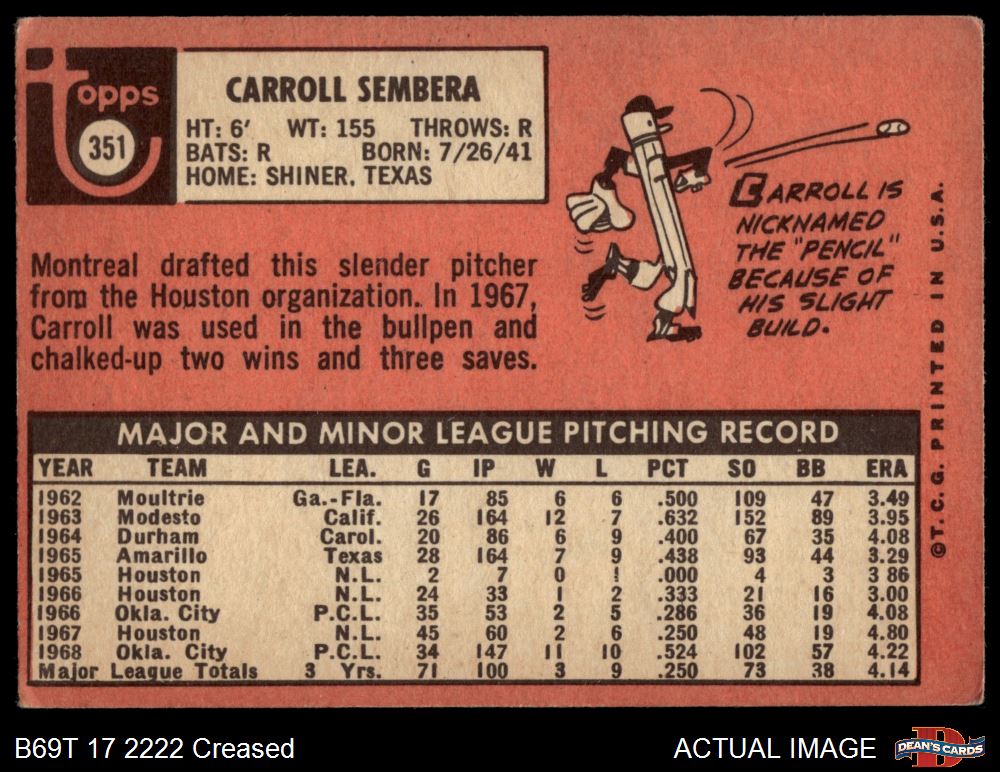 topps
351
CARROLL SEMBERA
HT: 6' WT: 155 THROWS: R
BATS: R BORN: 7/26/41
HOME: SHINER, TEXAS
CARROLL IS
NICKNAMED
THE "PENCIL"
BECAUSE OF
HIS SLIGHT
BUILD.
Montreal drafted this slender pitcher
from the Houston organization. In 1967,
Carroll was used in the bullpen and
chalked-up two wins and three saves.
©T. C. G. PRINTED IN U.S.A.
MAJOR AND MINOR LEAGUE PITCHING RECORD
YEAR TEAM LEA. G IP W L PCT SO BB ERA
1962 Moultrie Ga.-Fla. 17 85 6 6 .500 109 47 3.49
1963 Modesto Calif. 26 164 12 7 .632 152 89 3.95
1964 Durham Carol. 20 86 6 9 .400 67 35 4.08
1965 Amarillo Texas 28 164 7 9 .438 93 44 3.29
1965 Houston N.L. 2 7 0 1 .000 4 3 3 86
1966 Houston N.L. 24 33 1 2 .333 21 16 3.00
1966 Okla. City P.C.L. 35 53 2 5 .286 36 19 4.08
1967 Houston N.L. 45 60 2 6 .250 48 19 4.80
1968 Okla. City P.C.L. 34 147 11 10 .524 102 57 4.22
Major League Totals 3 Yrs. 71 100 3 9 .250 73 38 4.14
B69T 17 2222 Creased
ACTUAL IMAGE
DEAN'S CARDS